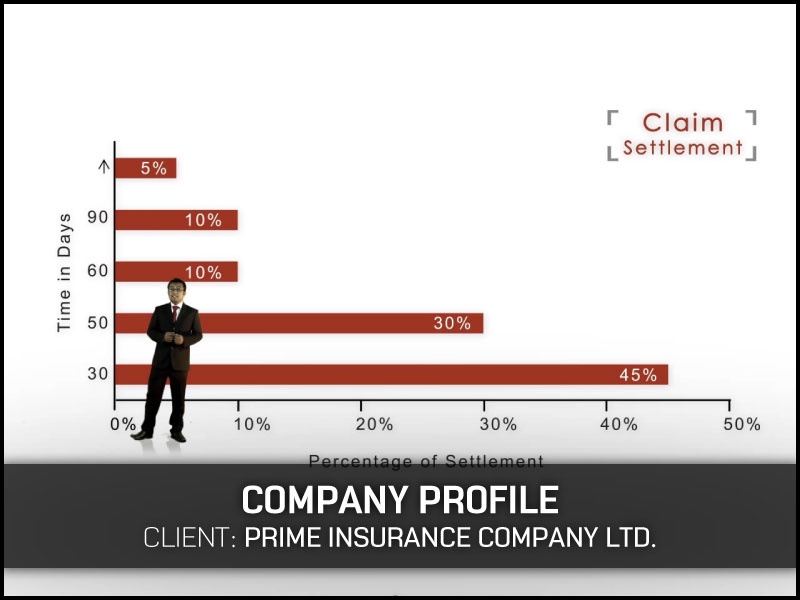 Claim
Settlement
Time in Days
↑ 5%
90 10%
60 10%
50 30%
30 45%
0% 10% 20% 30% 40% 50%
Percentage of Settlement
COMPANY PROFILE
CLIENT: PRIME INSURANCE COMPANY LTD.